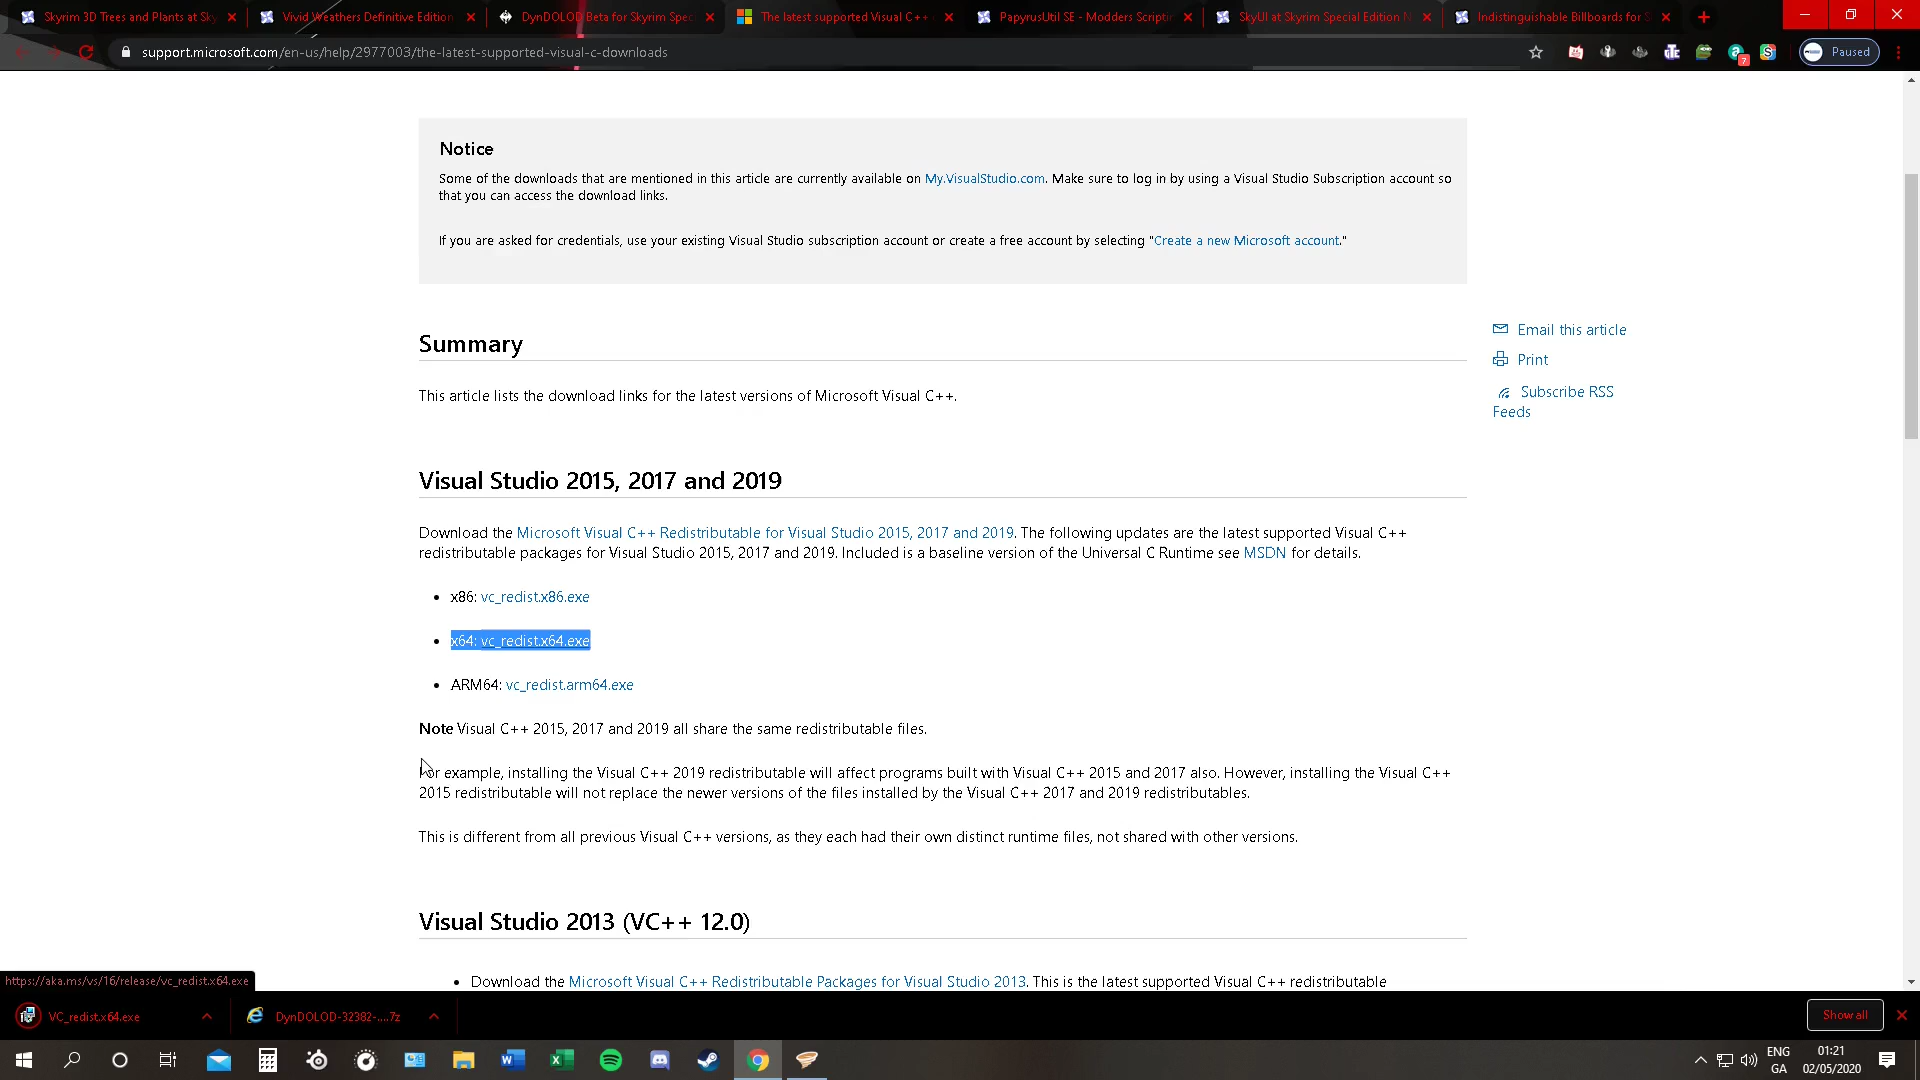 Skyrim 3D Trees and Plants at Sky
Vivid Weathers Definitive Edition
DynDOLOD Beta for Skyrim Spec
The latest supported Visual C++
PapyrusUtil SE - Modders Scriptin
SkyUI at Skyrim Special Edition N
Indistinguishable Billboards for S
support.microsoft.com/en-us/help/2977003/the-latest-supported-visual-c-downloads
7
Paused
Notice
Some of the downloads that are mentioned in this article are currently available on My.VisualStudio.com. Make sure to log in by using a Visual Studio Subscription account so
that you can access the download links.
If you are asked for credentials, use your existing Visual Studio subscription account or create a free account by selecting "Create a new Microsoft account."
Summary
Email this article
Print
Subscribe RSS
Feeds
This article lists the download links for the latest versions of Microsoft Visual C++.
Visual Studio 2015, 2017 and 2019
Download the Microsoft Visual C++ Redistributable for Visual Studio 2015, 2017 and 2019. The following updates are the latest supported Visual C++
redistributable packages for Visual Studio 2015, 2017 and 2019. Included is a baseline version of the Universal C Runtime see MSDN for details.
• x86: vc_redist.x86.exe
• x64: vc_redist.x64.exe
• ARM64: vc_redist.arm64.exe
Note Visual C++ 2015, 2017 and 2019 all share the same redistributable files.
For example, installing the Visual C++ 2019 redistributable will affect programs built with Visual C++ 2015 and 2017 also. However, installing the Visual C++
2015 redistributable will not replace the newer versions of the files installed by the Visual C++ 2017 and 2019 redistributables.
This is different from all previous Visual C++ versions, as they each had their own distinct runtime files, not shared with other versions.
Visual Studio 2013 (VC++ 12.0)
• Download the Microsoft Visual C++ Redistributable Packages for Visual Studio 2013. This is the latest supported Visual C++ redistributable
https://aka.ms/vs/16/release/vc_redist.x64.exe
VC_redist.x64.exe
DynDOLOD-32382-....7z
Show all
ENG
GA
01:21
02/05/2020